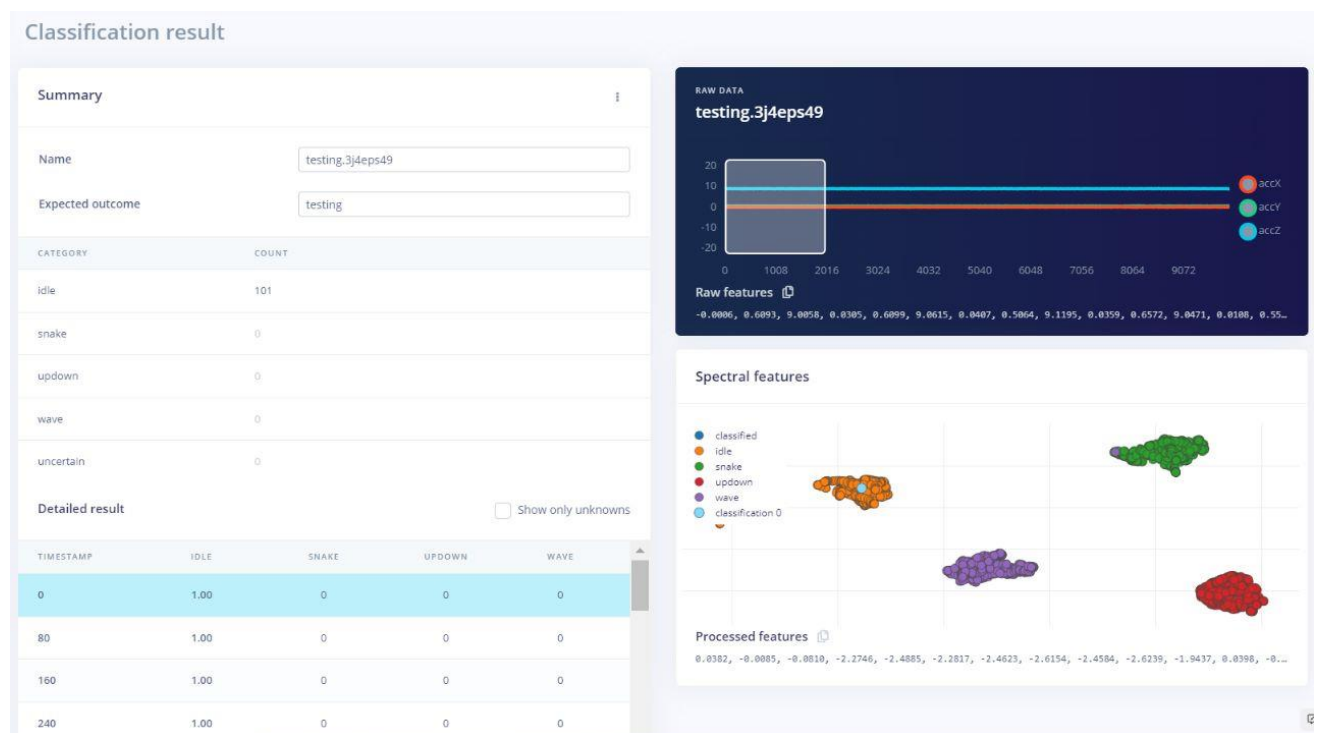 Classification result
Summary
Name testing.3j4eps49
Expected outcome testing
CATEGORY COUNT
idle 101
snake 0
updown 0
wave 0
uncertain 0
Detailed result Show only unknowns
TIMESTAMP IDLE SNAKE UPDOWN WAVE
0 1.00 0 0 0
80 1.00 0 0 0
160 1.00 0 0 0
240 1.00 0 0 0
RAW DATA
testing.3j4eps49
20
10
0
-10
-20
accX
accY
accZ
0 1008 2016 3024 4032 5040 6048 7056 8064 9072
Raw features
-0.0006, 0.6093, 9.0058, 0.0305, 0.6099, 9.0615, 0.0407, 0.5064, 9.1195, 0.0359, 0.6572, 9.0471, 0.0108, 0.55…
Spectral features
classified
idle
snake
updown
wave
classification 0
Processed features
0.0382, -0.0085, -0.0810, -2.2746, -2.4885, -2.2817, -2.4623, -2.6154, -2.4584, -2.6239, -1.9437, 0.0398, -0.…